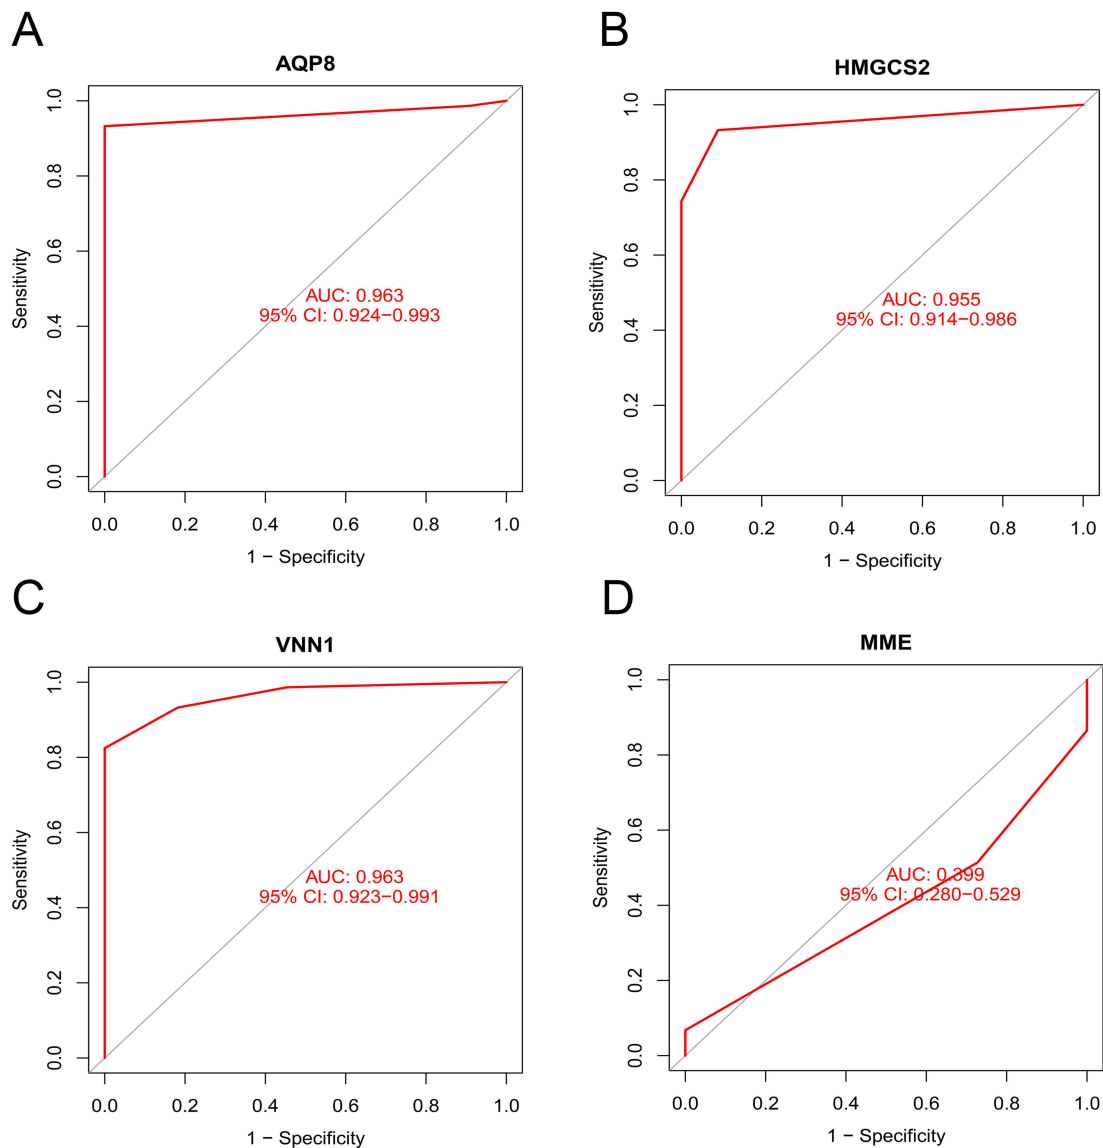 A
AQP8
1.0
0.8
0.6
0.4
0.2
0.0
Sensitivity
AUC: 0.963
95% CI: 0.924−0.993
0.0 0.2 0.4 0.6 0.8 1.0
1 − Specificity
B
HMGCS2
1.0
0.8
0.6
0.4
0.2
0.0
Sensitivity
AUC: 0.955
95% CI: 0.914−0.986
0.0 0.2 0.4 0.6 0.8 1.0
1 − Specificity
C
VNN1
1.0
0.8
0.6
0.4
0.2
0.0
Sensitivity
AUC: 0.963
95% CI: 0.923−0.991
0.0 0.2 0.4 0.6 0.8 1.0
1 − Specificity
D
MME
1.0
0.8
0.6
0.4
0.2
0.0
Sensitivity
AUC: 0.399
95% CI: 0.280−0.529
0.0 0.2 0.4 0.6 0.8 1.0
1 − Specificity